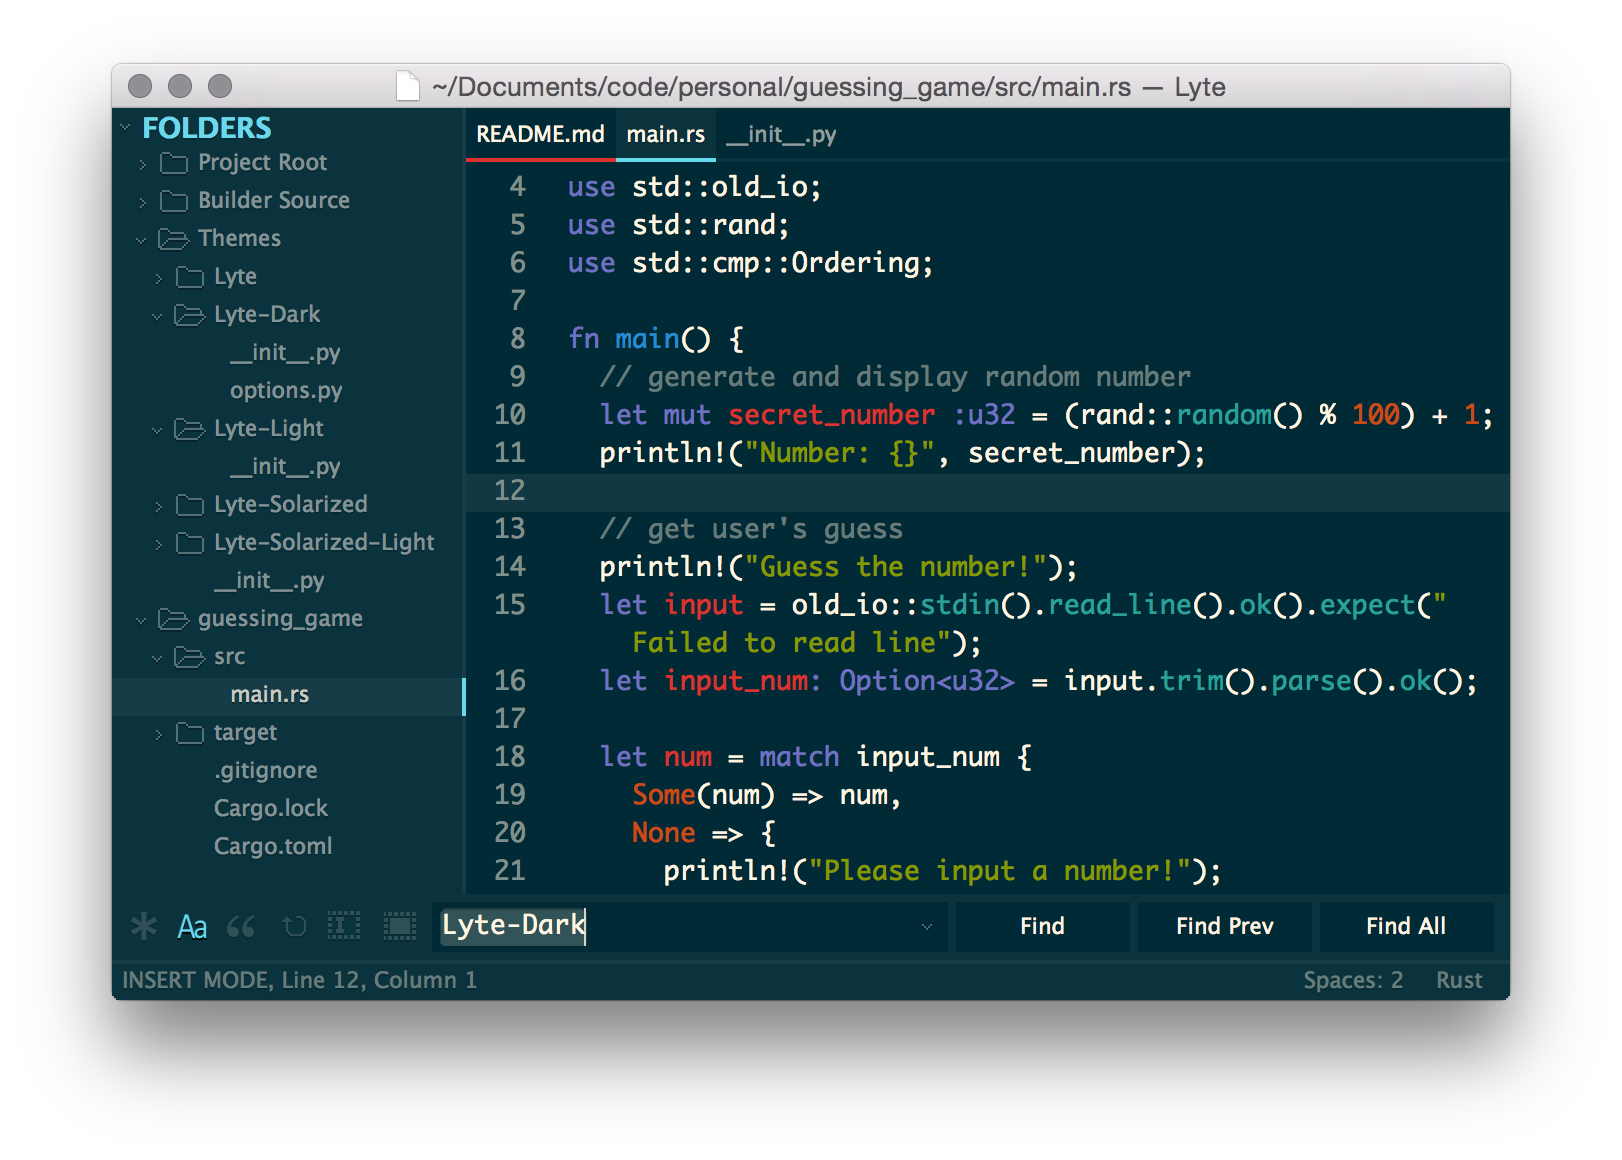 ~/Documents/code/personal/guessing_game/src/main.rs — Lyte
FOLDERS
Project Root
Builder Source
Themes
Lyte
Lyte-Dark
__init__.py
options.py
Lyte-Light
__init__.py
Lyte-Solarized
Lyte-Solarized-Light
__init__.py
guessing_game
src
main.rs
target
.gitignore
Cargo.lock
Cargo.toml
README.md main.rs __init__.py
4 use std::old_io;
5 use std::rand;
6 use std::cmp::Ordering;
7
8 fn main() {
9 // generate and display random number
10 let mut secret_number :u32 = (rand::random() % 100) + 1;
11 println!("Number: {}", secret_number);
12
13 // get user's guess
14 println!("Guess the number!");
15 let input = old_io::stdin().read_line().ok().expect("
Failed to read line");
16 let input_num: Option<u32> = input.trim().parse().ok();
17
18 let num = match input_num {
19 Some(num) => num,
20 None => {
21 println!("Please input a number!");
Aa Lyte-Dark Find Find Prev Find All
INSERT MODE, Line 12, Column 1 Spaces: 2 Rust